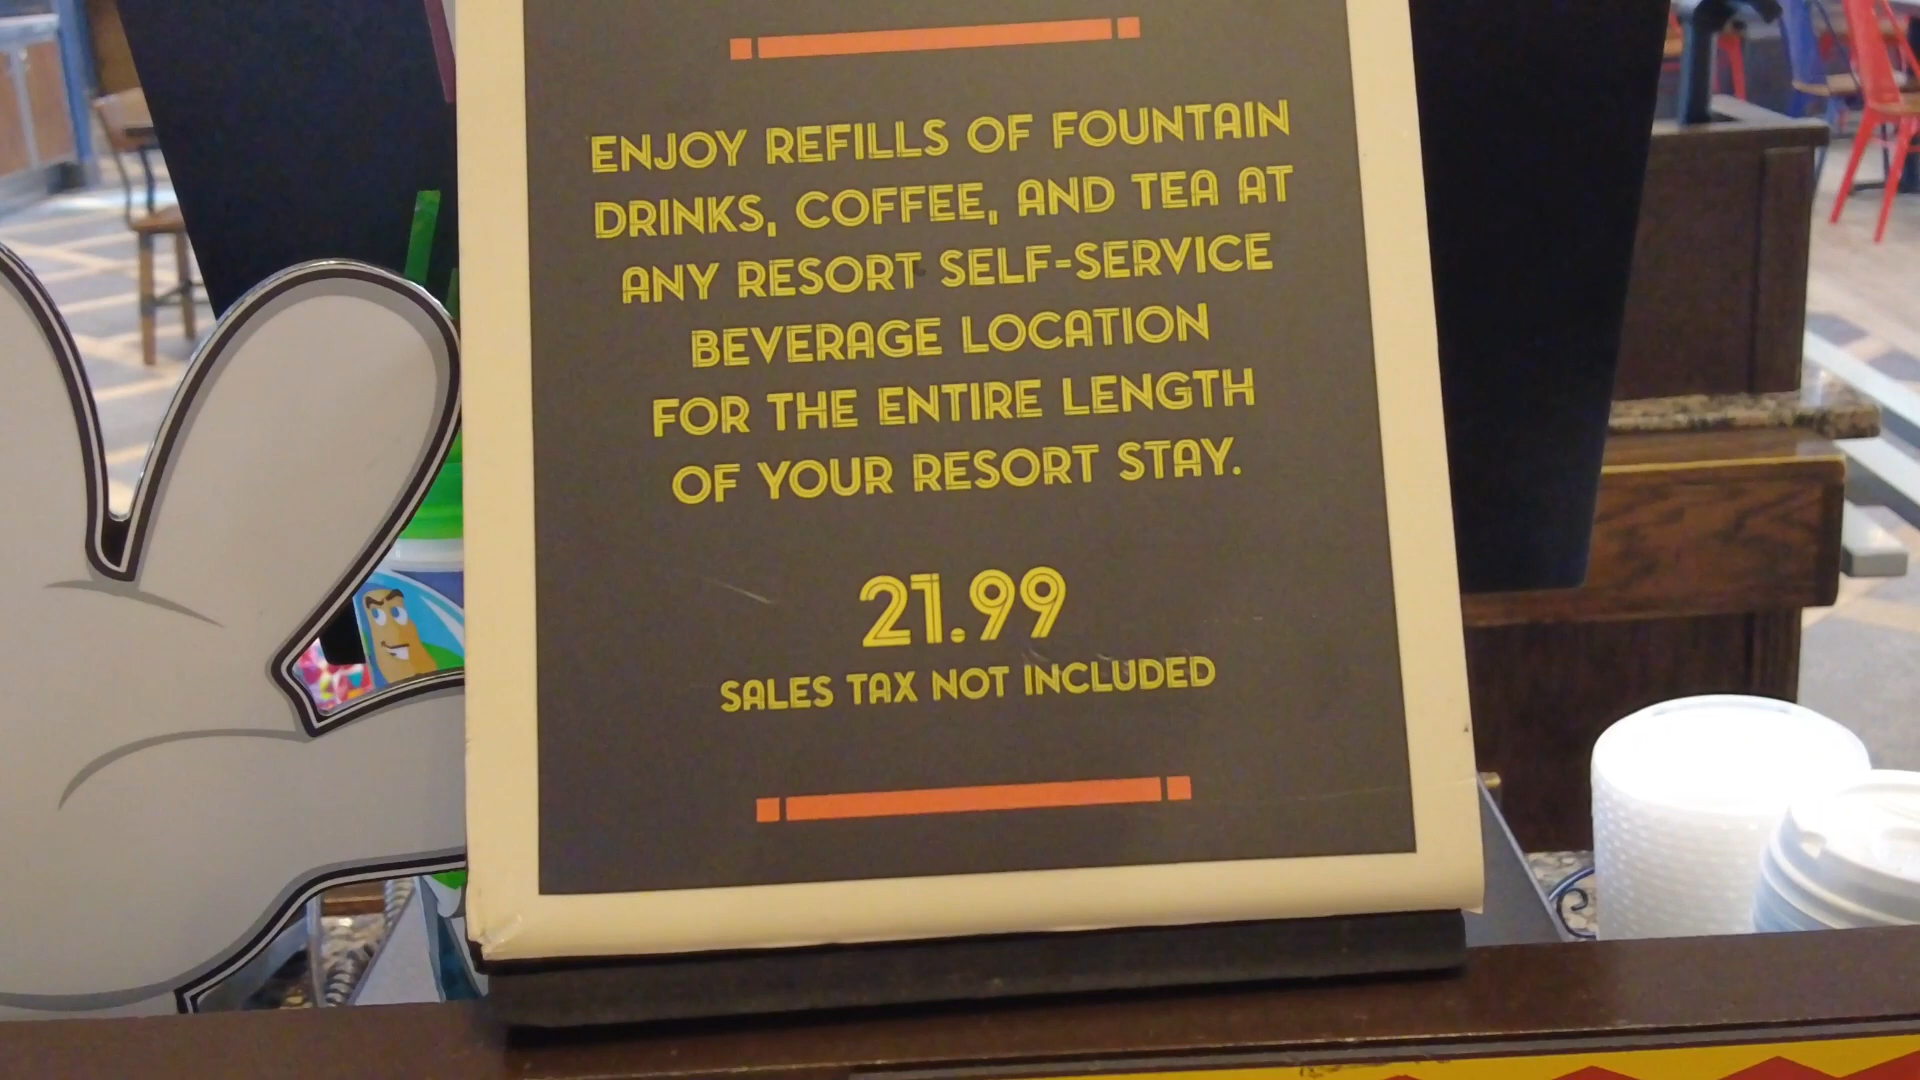 ENJOY REFILLS OF FOUNTAIN
DRINKS, COFFEE, AND TEA AT
ANY RESORT SELF-SERVICE
BEVERAGE LOCATION
FOR THE ENTIRE LENGTH
OF YOUR RESORT STAY.
21.99
SALES TAX NOT INCLUDED